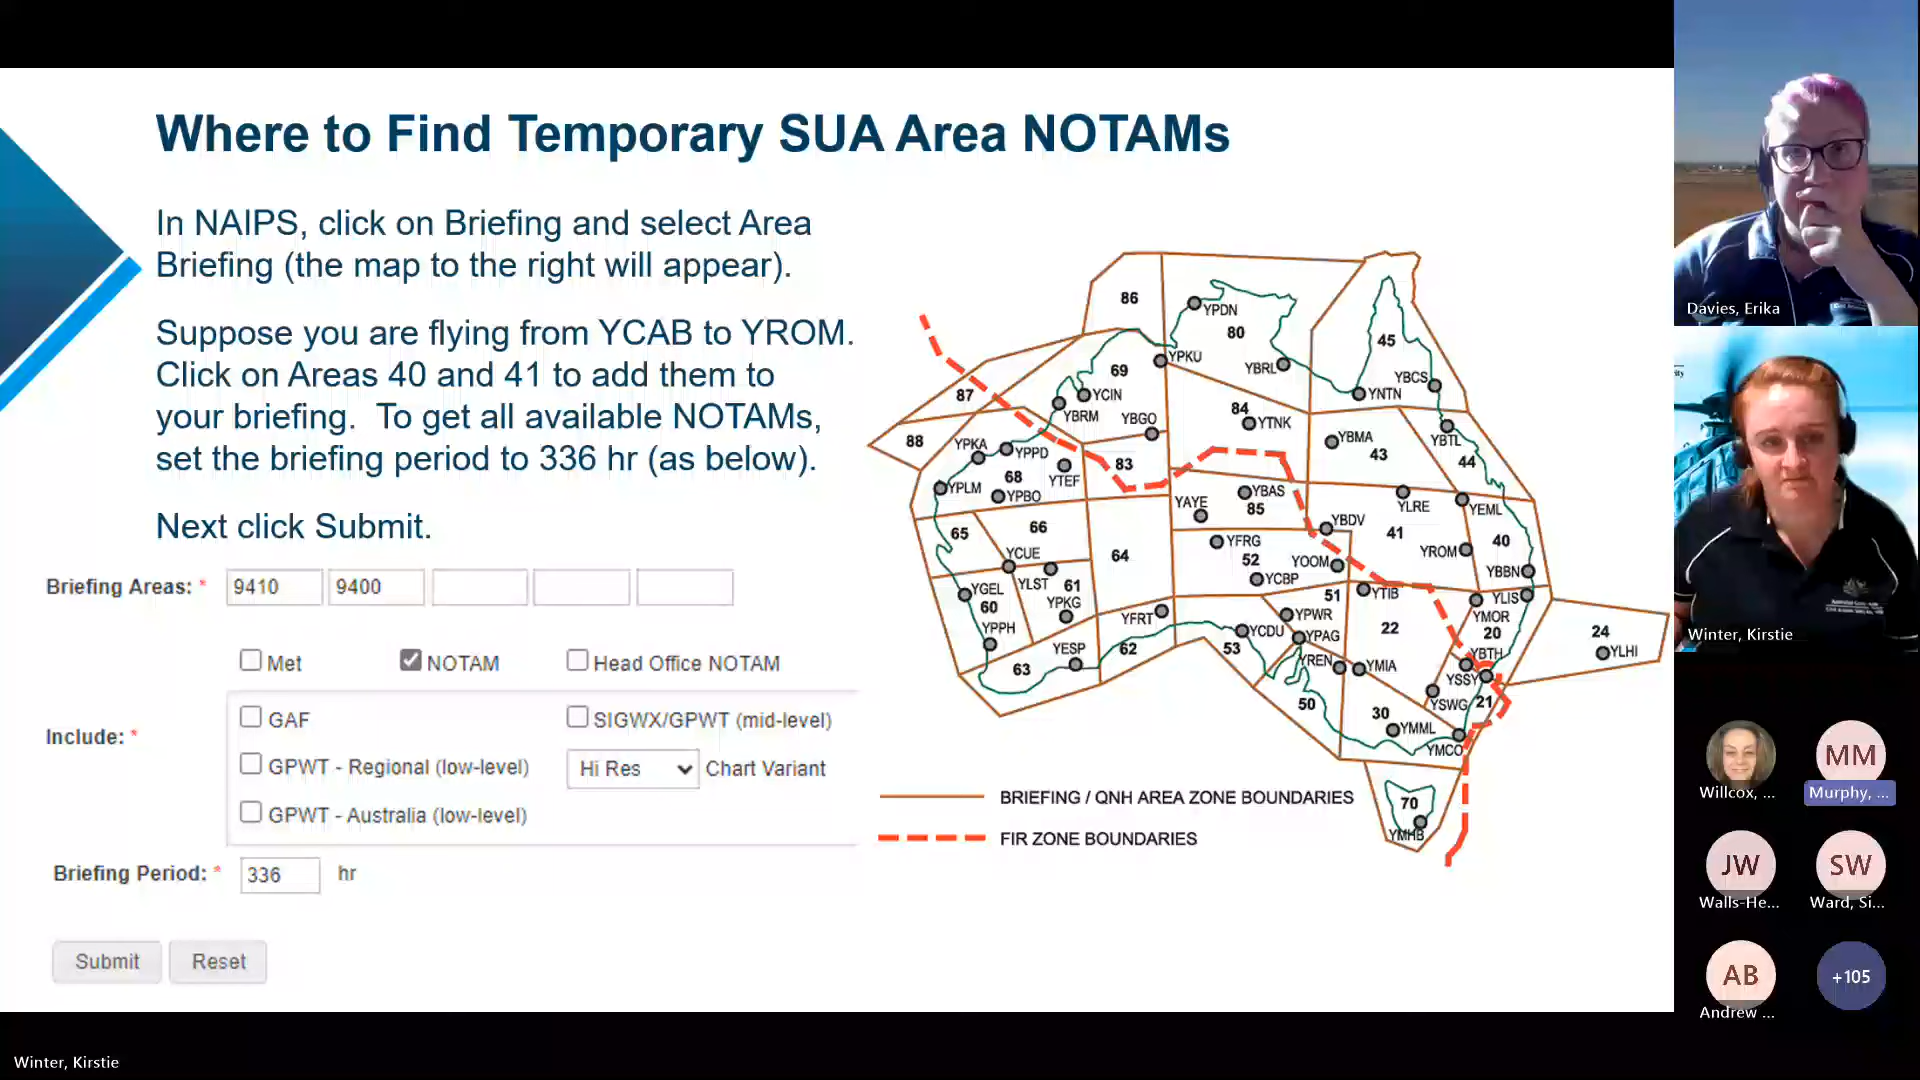 Where to Find Temporary SUA Area NOTAMs
In NAIPS, click on Briefing and select Area
Briefing (the map to the right will appear).
Suppose you are flying from YCAB to YROM.
Click on Areas 40 and 41 to add them to
your briefing.  To get all available NOTAMs,
set the briefing period to 336 hr (as below).
Next click Submit.
Briefing Areas: * 9410 9400
Met NOTAM Head Office NOTAM
Include: *
GAF SIGWX/GPWT (mid-level)
GPWT - Regional (low-level) Hi Res Chart Variant
GPWT - Australia (low-level)
Briefing Period: * 336 hr
Submit Reset
86
YPDN
80
45
YPKU
69
YBRL
YBCS
87
YCIN
YNTN
YBRM
YBGO
84
YTNK
88
YPKA
YPPD
YBMA
43
YBTL
44
83
68
YTEF
YPLM
YPBO
YAYE
YBAS
85
YLRE
YEML
65
66
YBDV
41
40
YCUE
64
YFRG
52
YOOM
YROM
YBBN
YGEL
YLST
61
YCBP
60
YPKG
51
YTIB
YLIS
YMOR
YPPH
YFRT
YPWR
22
20
24
YLHI
YCDU
YPAG
YBTH
YESP
62
53
YREN
YMIA
YSSY
63
YSWG
21
50
30
YMML
YMCO
70
YMHB
BRIEFING / QNH AREA ZONE BOUNDARIES
FIR ZONE BOUNDARIES
Davies, Erika
Winter, Kirstie
MM
Willcox, ...
Murphy, ...
JW
SW
Walls-He...
Ward, Si...
AB
+105
Andrew ...
Winter, Kirstie